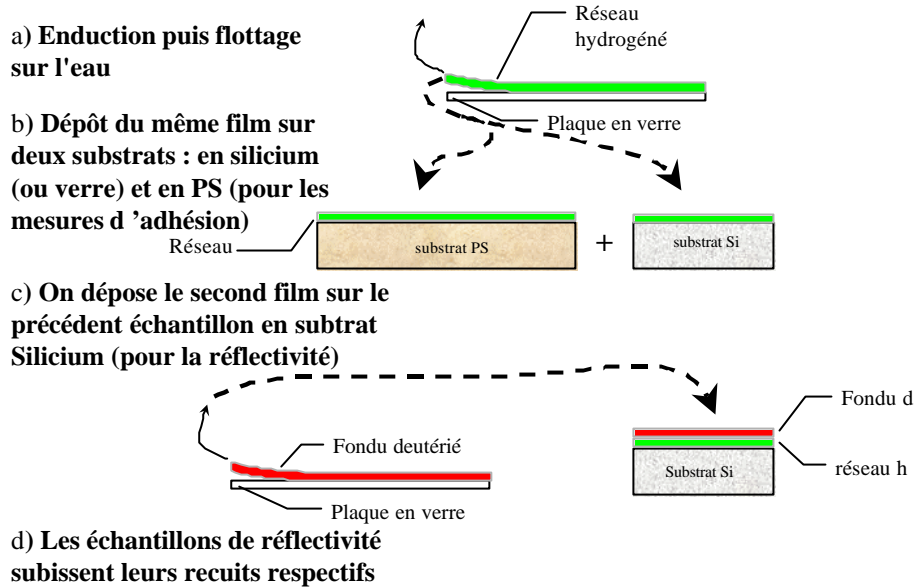 a) Enduction puis flottage
sur l'eau
Réseau
hydrogéné
Plaque en verre
b) Dépôt du même film sur
deux substrats : en silicium
(ou verre) et en PS (pour les
mesures d ’adhésion)
Réseau
substrat PS
+
substrat Si
c) On dépose le second film sur le
précédent échantillon en subtrat
Silicium (pour la réflectivité)
Fondu deutérié
Plaque en verre
Fondu d
réseau h
Substrat Si
d) Les échantillons de réflectivité
subissent leurs recuits respectifs